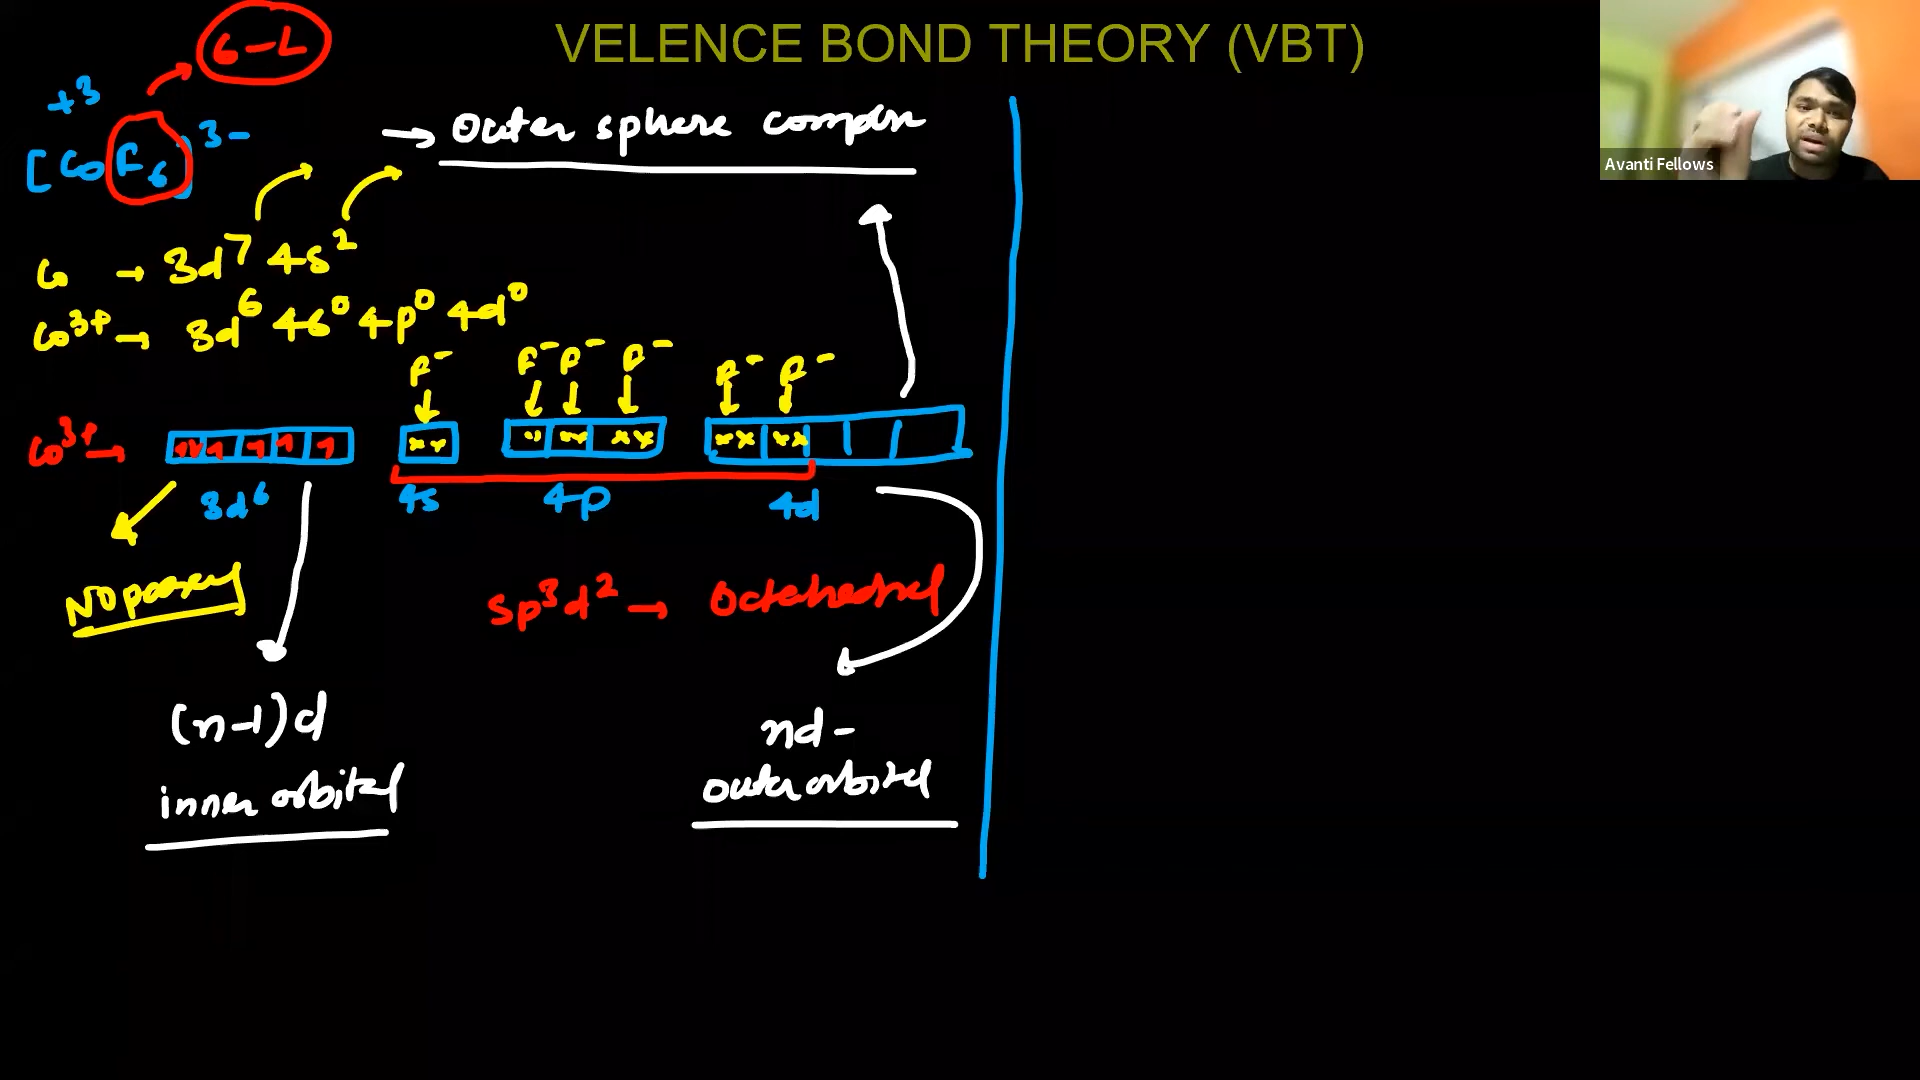 VELENCE BOND THEORY (VBT)
6-L
+3
[CoF6]3-
→ Outer sphere complex
Co → 3d7 4s2
Co3+ → 3d6 4s0 4p0 4d0
F- F- F- F- F- F-
Co3+ →
3d6 4s 4p 4d
No pairing
sp3d2 → Octahedral
(n-1)d
inner orbital
nd-
outer orbital
Avanti Fellows